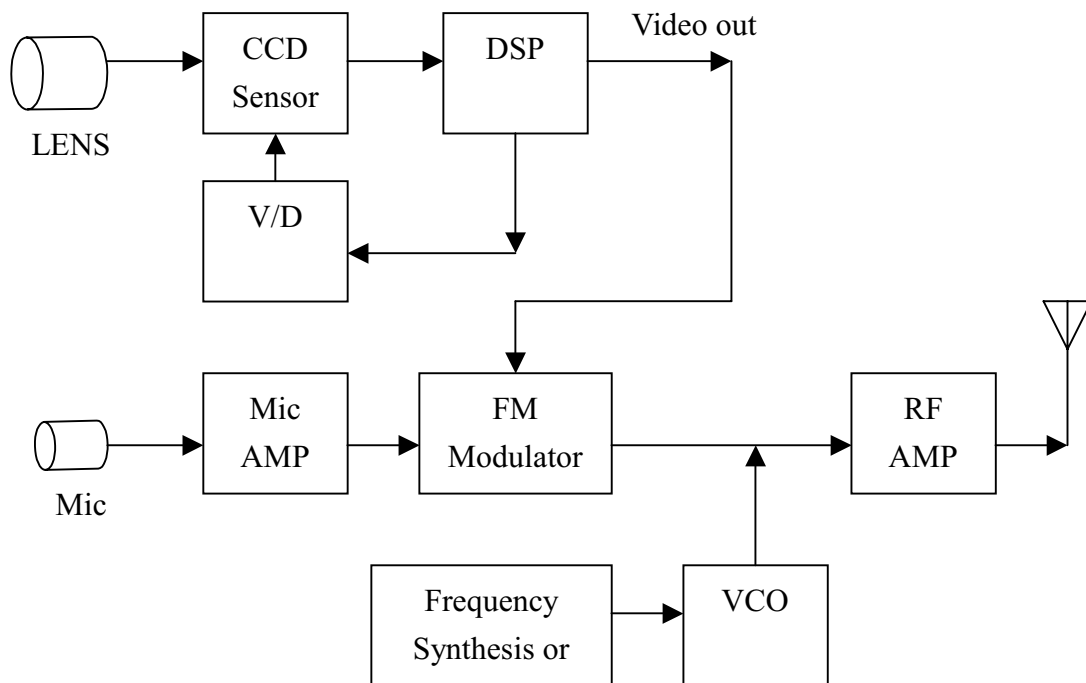 Video out
CCD
Sensor
DSP
LENS
V/D
Mic
AMP
FM
Modulator
RF
AMP
Mic
Frequency
Synthesis or
VCO